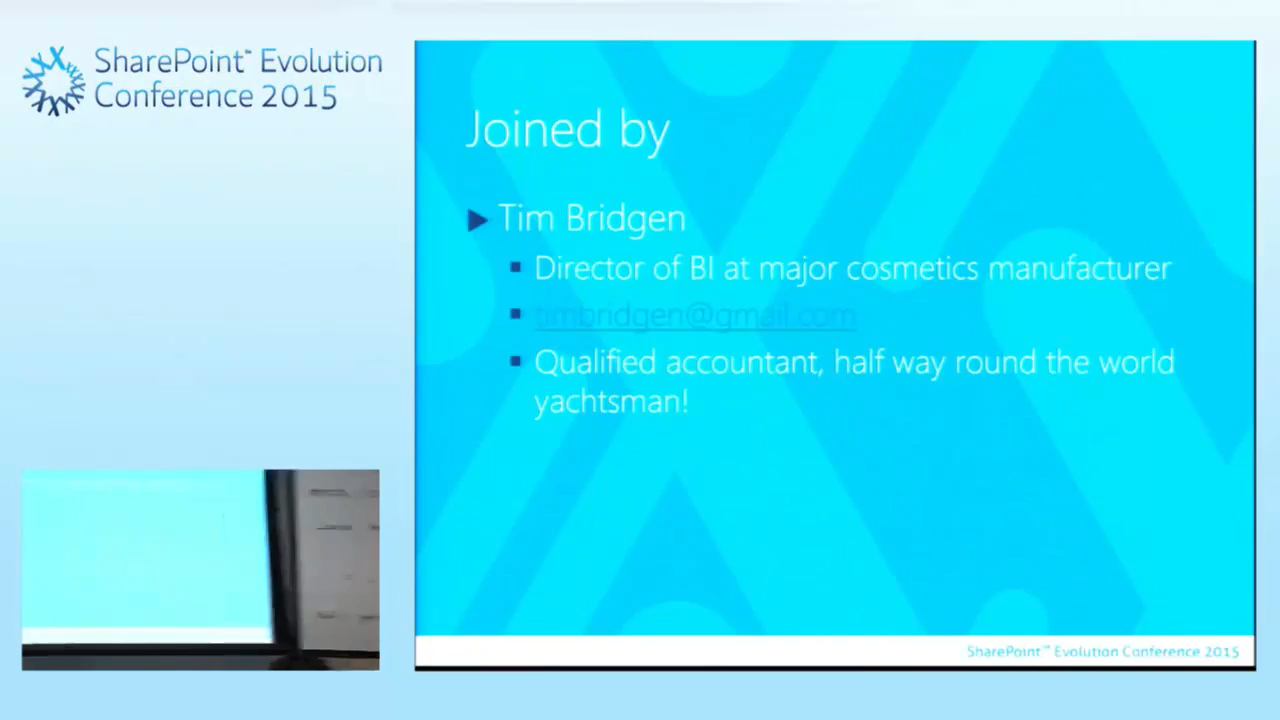 SharePoint™ Evolution
Conference 2015
Joined by
Tim Bridgen
Director of BI at major cosmetics manufacturer
timbridgen@gmail.com
Qualified accountant, half way round the world
yachtsman!
SharePoint™ Evolution Conference 2015